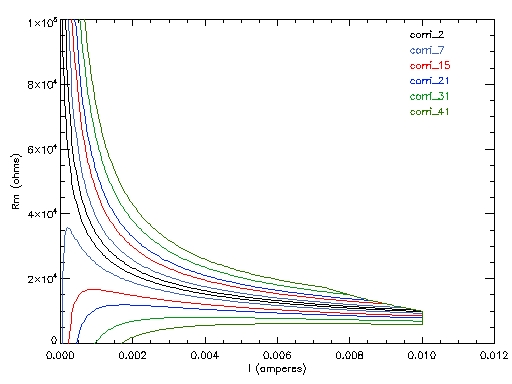 1×10⁵
8×10⁴
6×10⁴
4×10⁴
2×10⁴
0
Rm (ohms)
corri_2
corri_7
corri_15
corri_21
corri_31
corri_41
0.000 0.002 0.004 0.006 0.008 0.010 0.012
I (amperes)